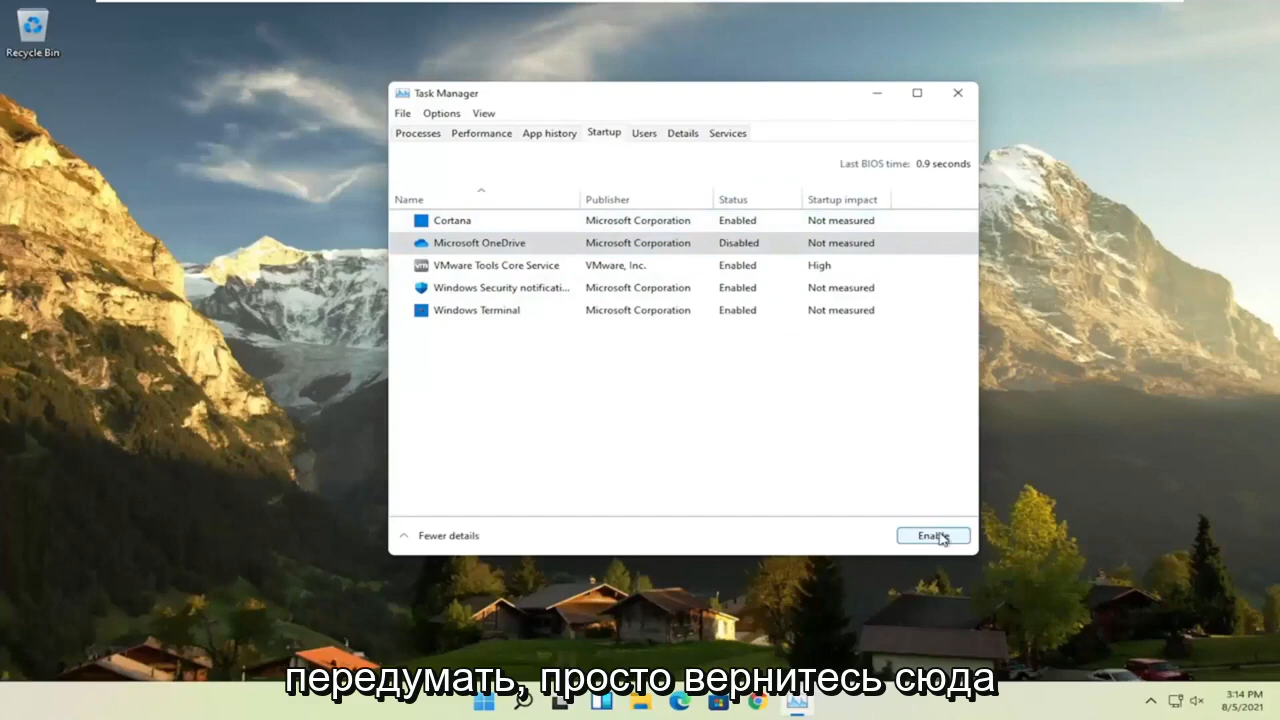 Recycle Bin
Task Manager
File Options View
Processes Performance App history Startup Users Details Services
Last BIOS time: 0.9 seconds
Name Publisher Status Startup impact
Cortana Microsoft Corporation Enabled Not measured
Microsoft OneDrive Microsoft Corporation Disabled Not measured
VMware Tools Core Service VMware, Inc. Enabled High
Windows Security notificati... Microsoft Corporation Enabled Not measured
Windows Terminal Microsoft Corporation Enabled Not measured
Fewer details Enable
передумать, просто вернитесь сюда
3:14 PM
8/5/2021